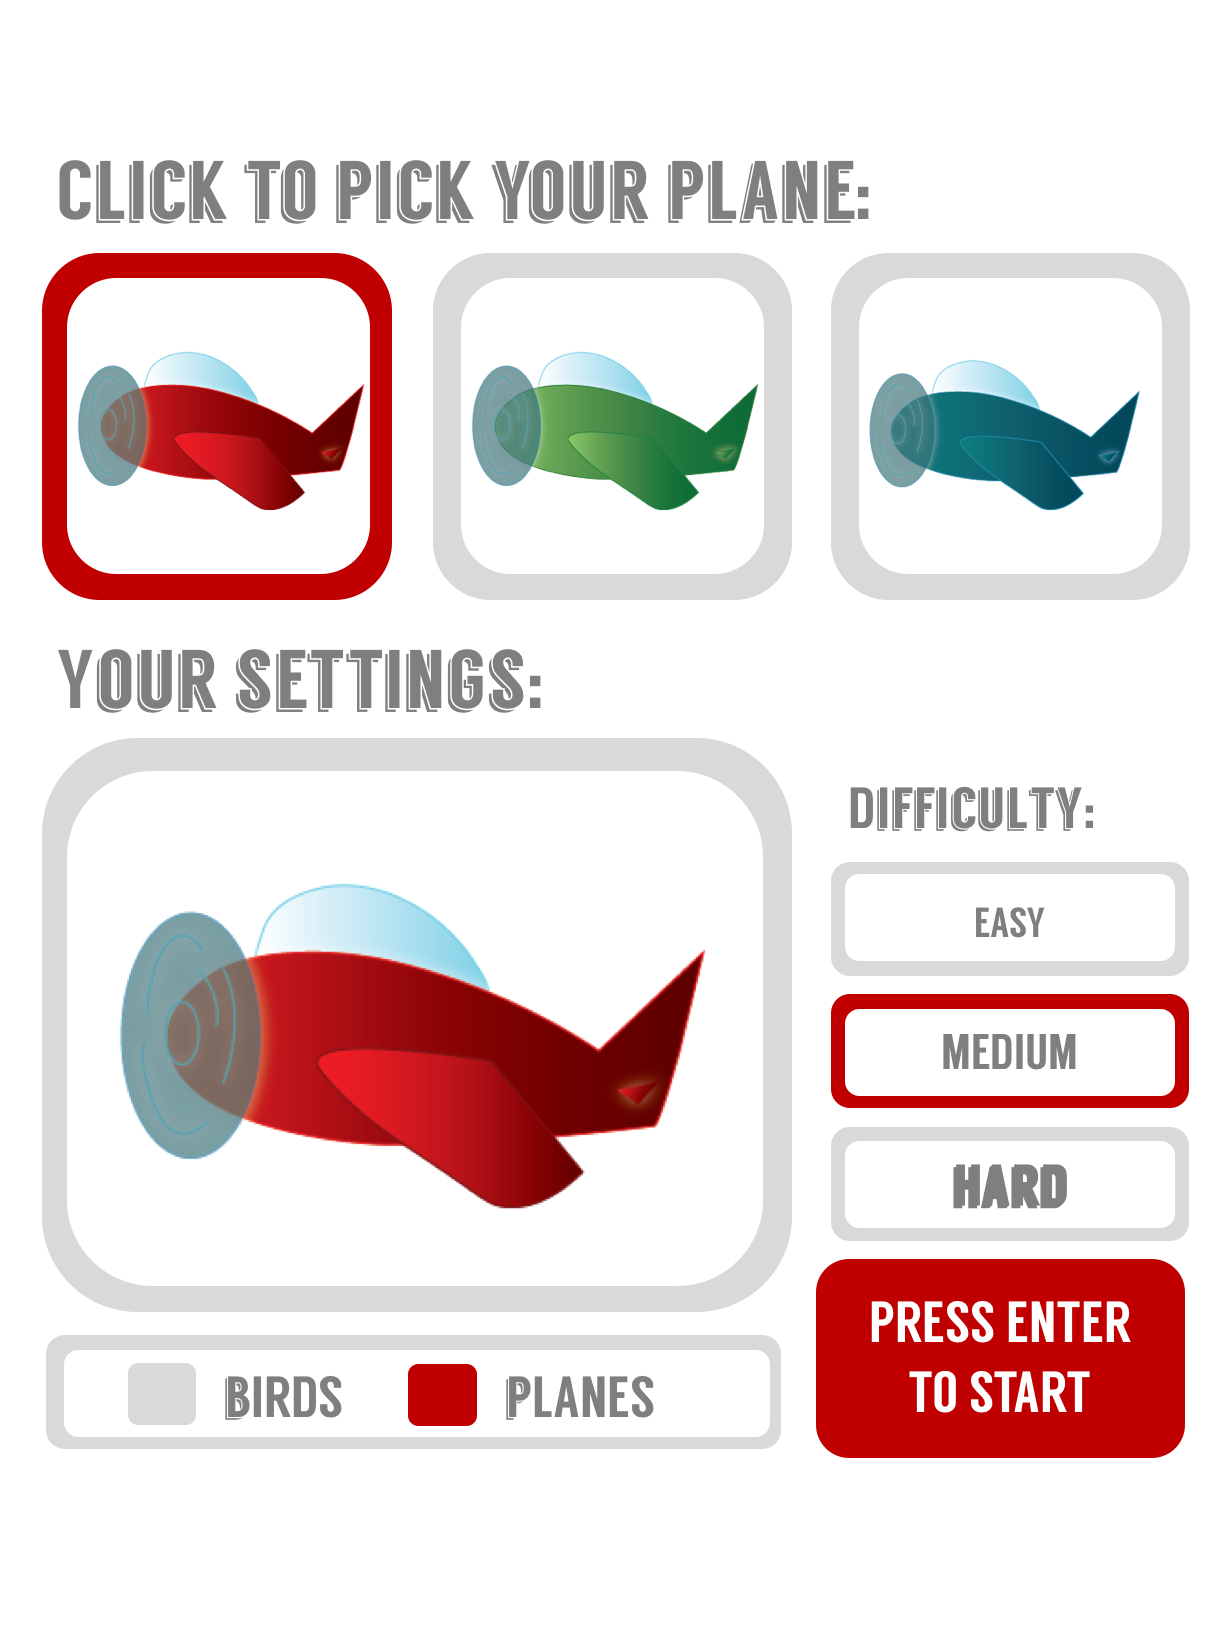 CLICK TO PICK YOUR PLANE:
YOUR SETTINGS:
DIFFICULTY:
EASY
MEDIUM
HARD
PRESS ENTER
TO START
BIRDS PLANES